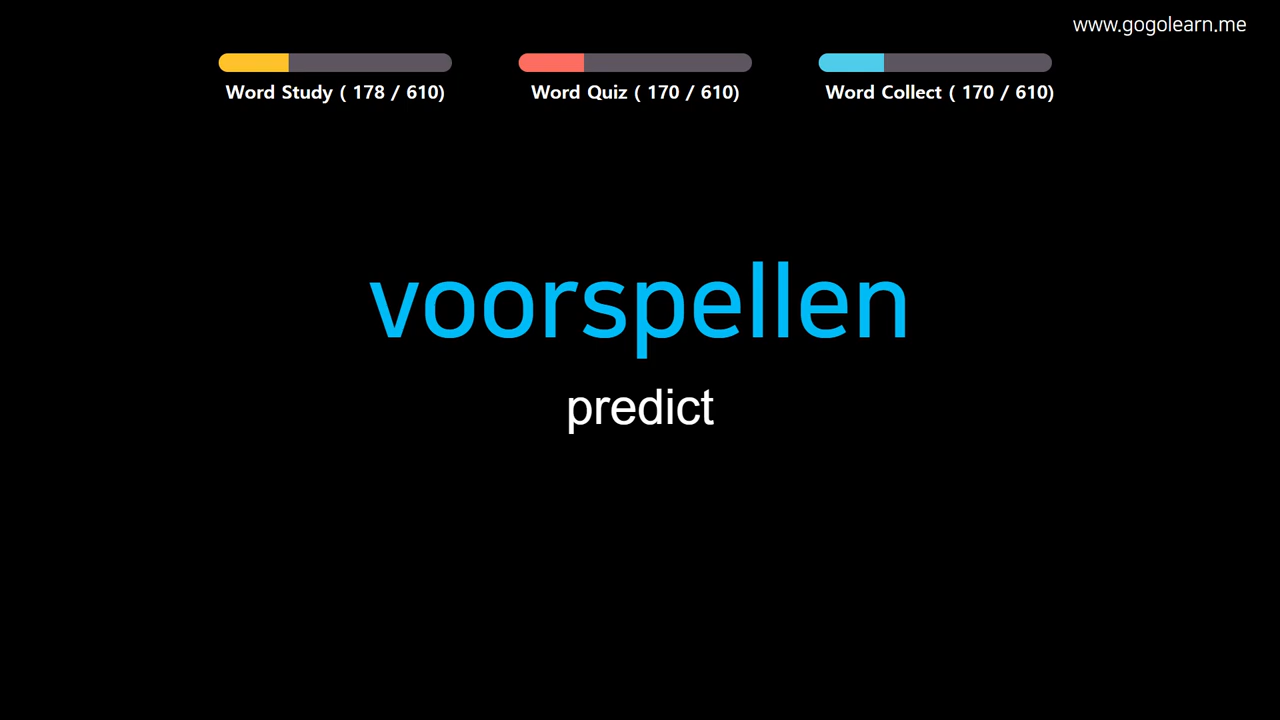 www.gogolearn.me
Word Study ( 178 / 610)
Word Quiz ( 170 / 610)
Word Collect ( 170 / 610)
voorspellen
predict